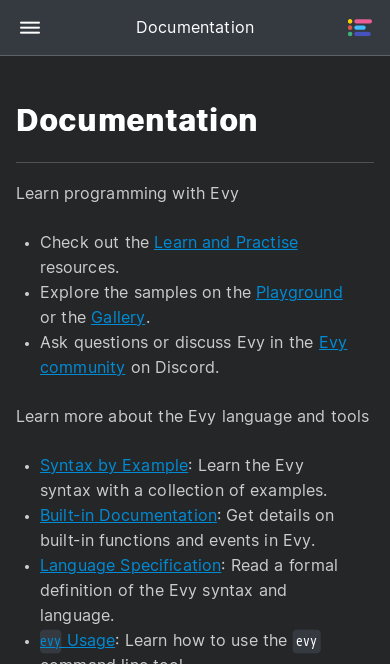 Documentation
Documentation
Learn programming with Evy
• Check out the Learn and Practise
resources.
• Explore the samples on the Playground
or the Gallery.
• Ask questions or discuss Evy in the Evy
community on Discord.
Learn more about the Evy language and tools
• Syntax by Example: Learn the Evy
syntax with a collection of examples.
• Built-in Documentation: Get details on
built-in functions and events in Evy.
• Language Specification: Read a formal
definition of the Evy syntax and
language.
• evy Usage: Learn how to use the evy
command line tool.